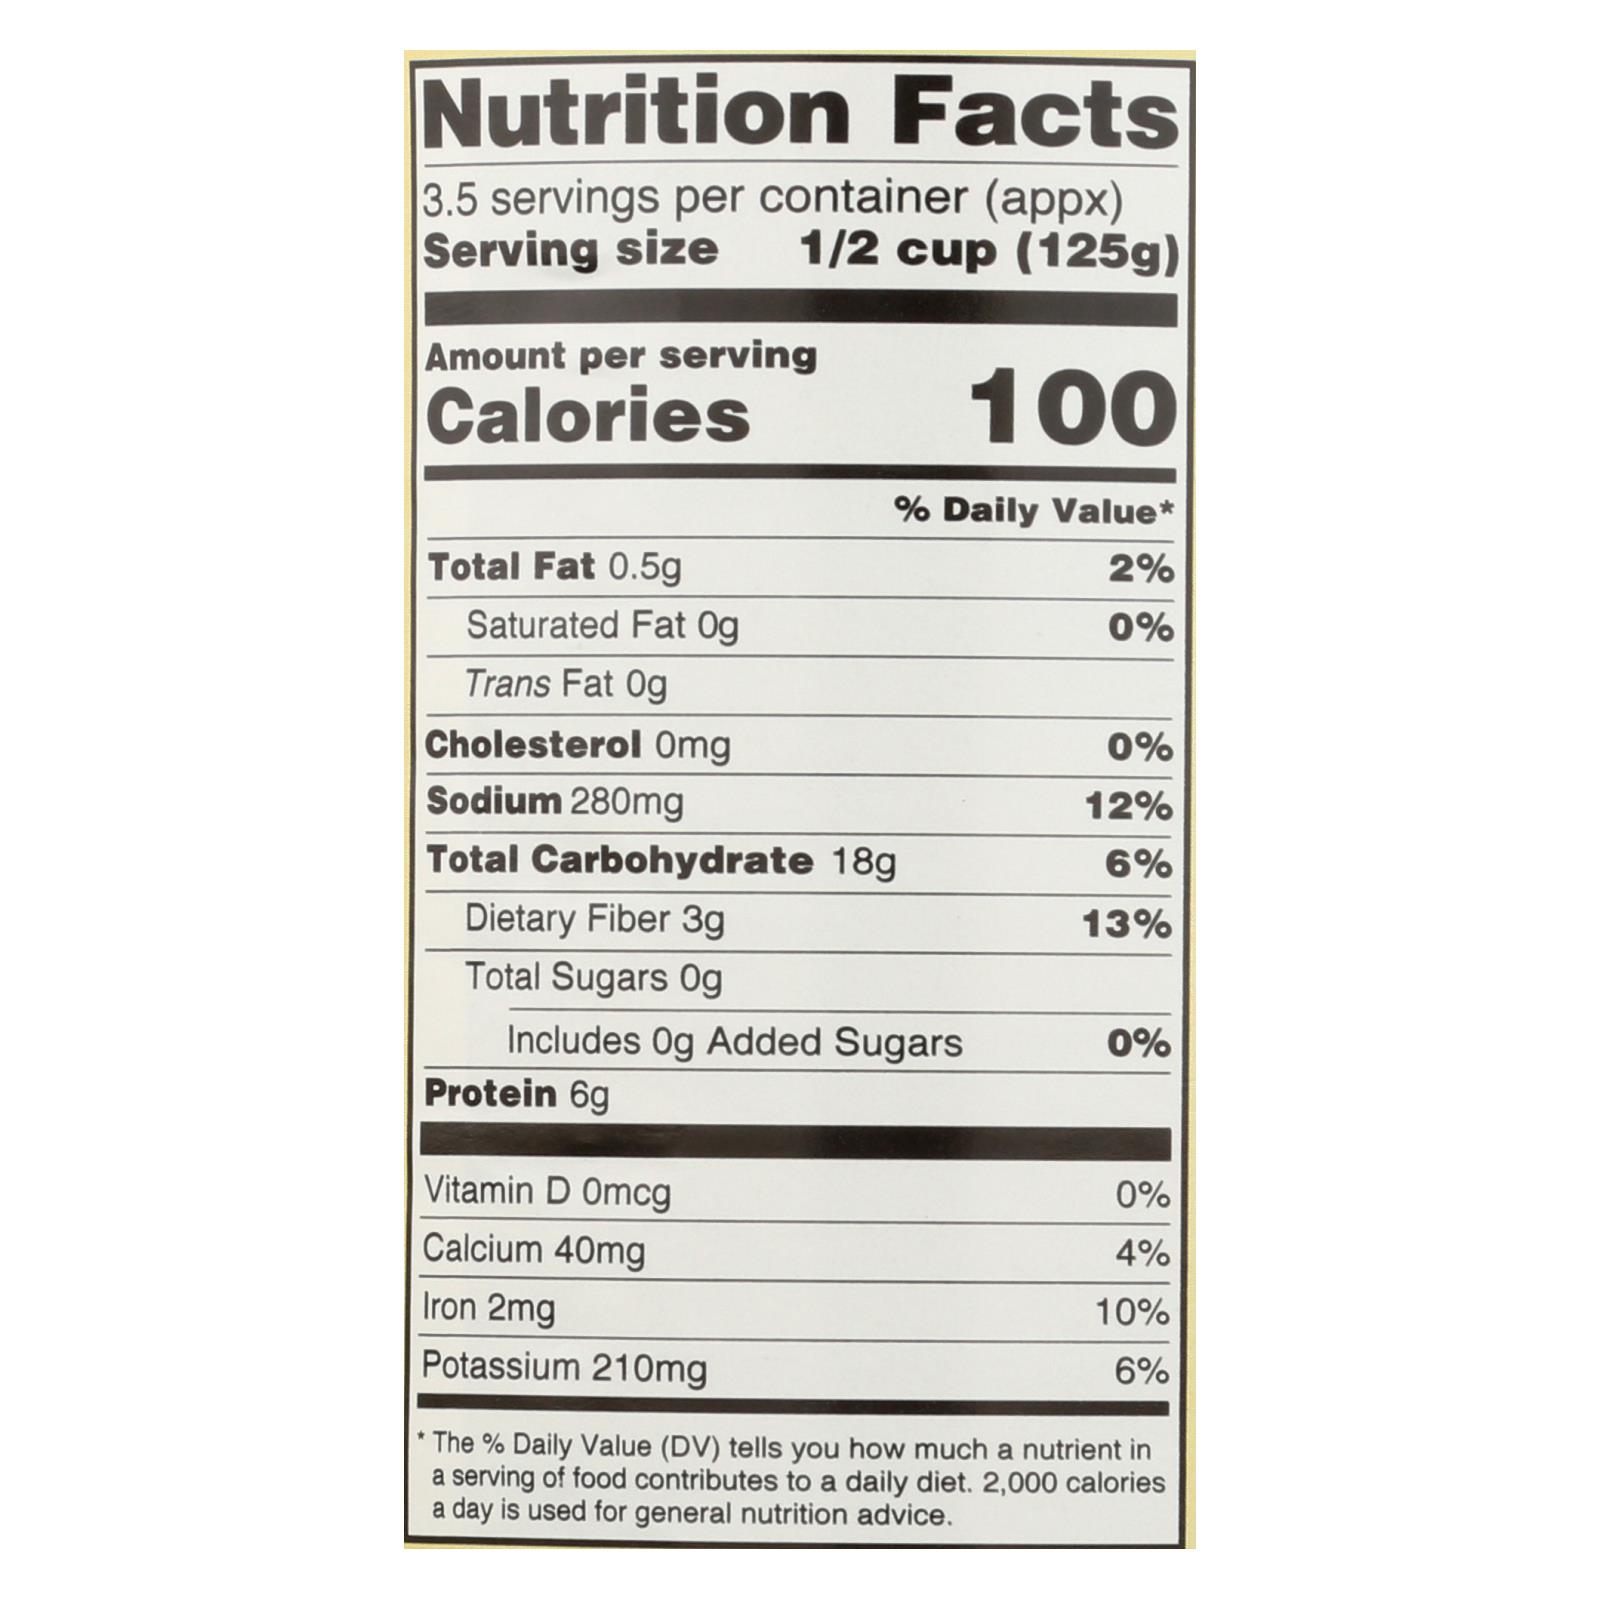 Nutrition Facts
3.5 servings per container (appx)
Serving size 1/2 cup (125g)
Amount per serving
Calories 100
% Daily Value*
Total Fat 0.5g 2%
Saturated Fat 0g 0%
Trans Fat 0g
Cholesterol 0mg 0%
Sodium 280mg 12%
Total Carbohydrate 18g 6%
Dietary Fiber 3g 13%
Total Sugars 0g
Includes 0g Added Sugars 0%
Protein 6g
Vitamin D 0mcg 0%
Calcium 40mg 4%
Iron 2mg 10%
Potassium 210mg 6%
* The % Daily Value (DV) tells you how much a nutrient in
a serving of food contributes to a daily diet. 2,000 calories
a day is used for general nutrition advice.